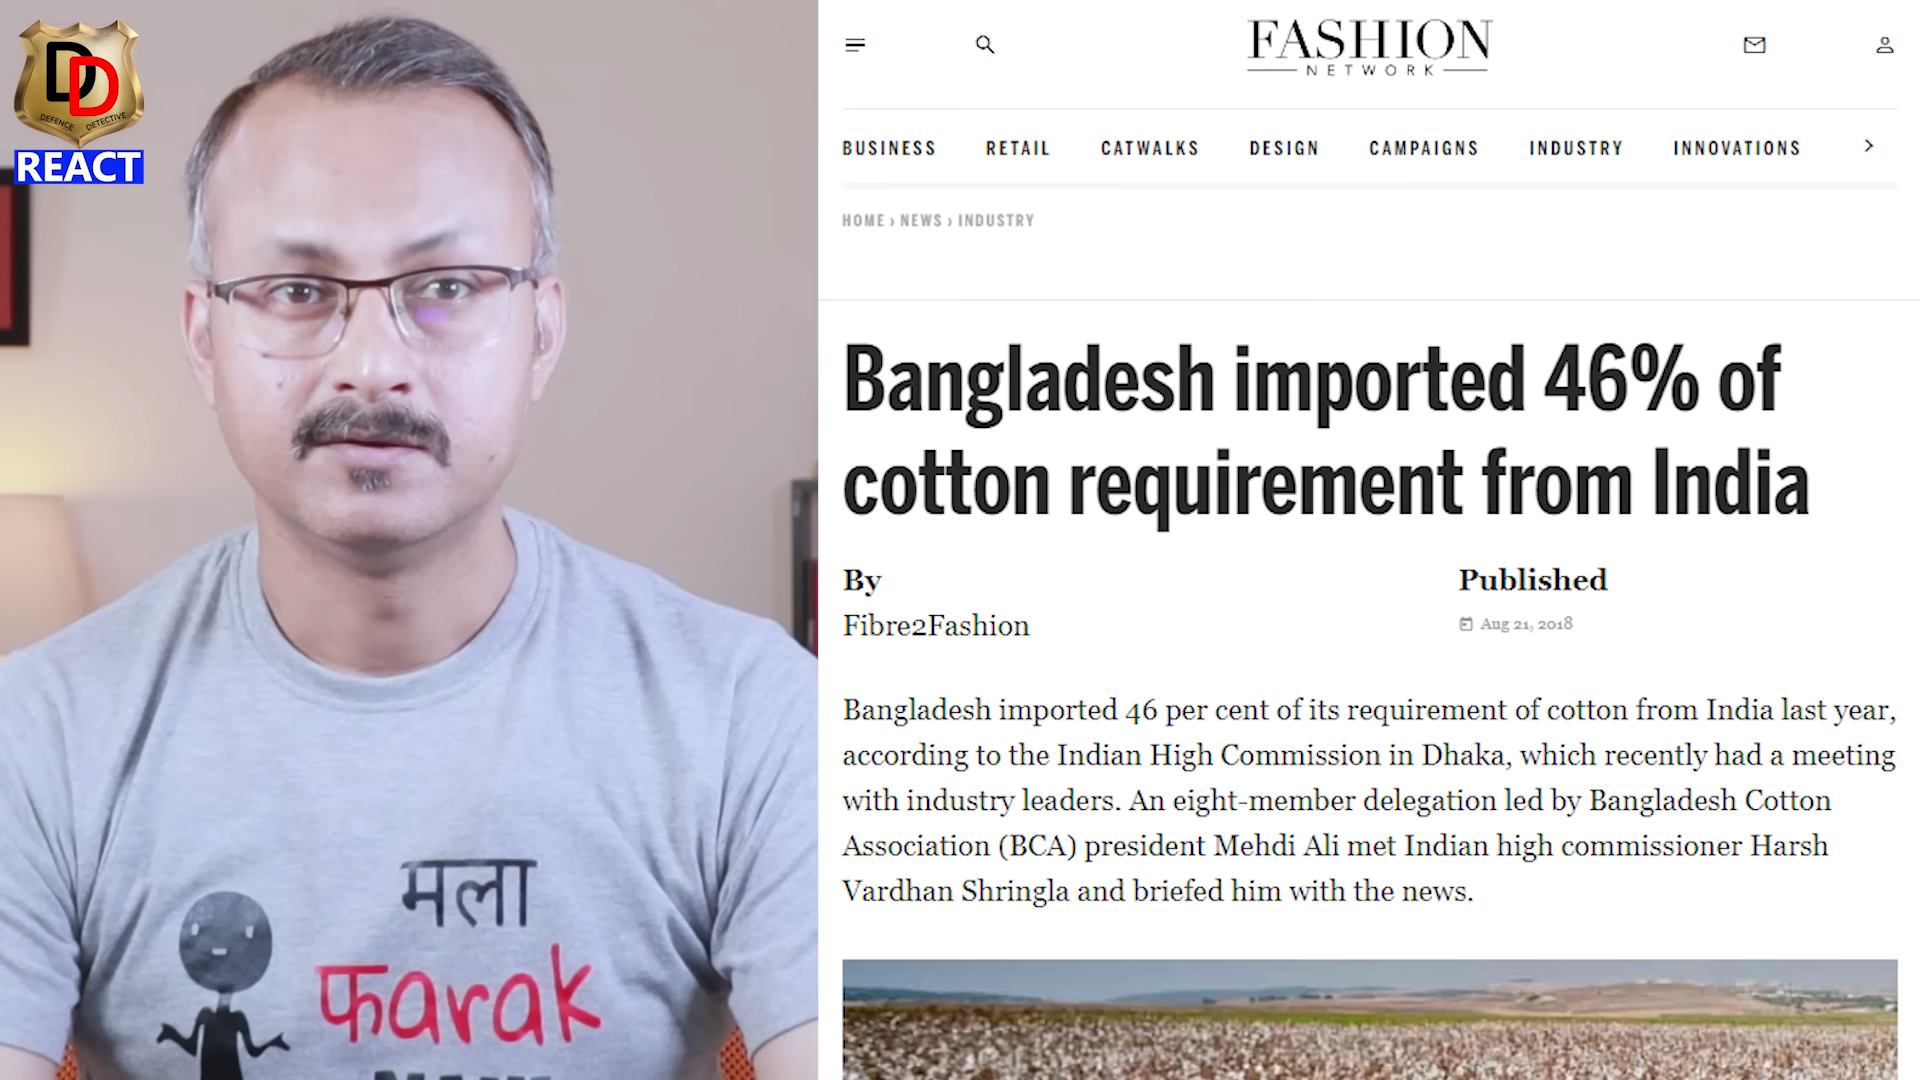 DD
DEFENCE DETECTIVE
REACT
मला
फarak
FASHION
NETWORK
BUSINESS RETAIL CATWALKS DESIGN CAMPAIGNS INDUSTRY INNOVATIONS
HOME › NEWS › INDUSTRY
Bangladesh imported 46% of
cotton requirement from India
By
Fibre2Fashion
Published
Aug 21, 2018
Bangladesh imported 46 per cent of its requirement of cotton from India last year,
according to the Indian High Commission in Dhaka, which recently had a meeting
with industry leaders. An eight-member delegation led by Bangladesh Cotton
Association (BCA) president Mehdi Ali met Indian high commissioner Harsh
Vardhan Shringla and briefed him with the news.